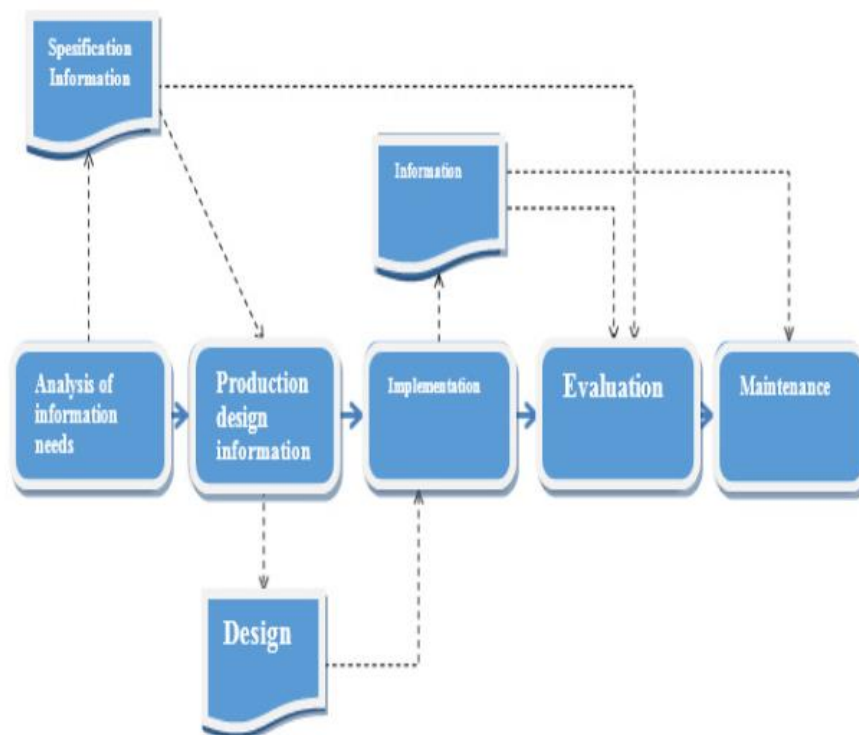 Spesification
Information
Information
Analysis of
information
needs
Production
design
information
Implementation
Evaluation
Maintenance
Design